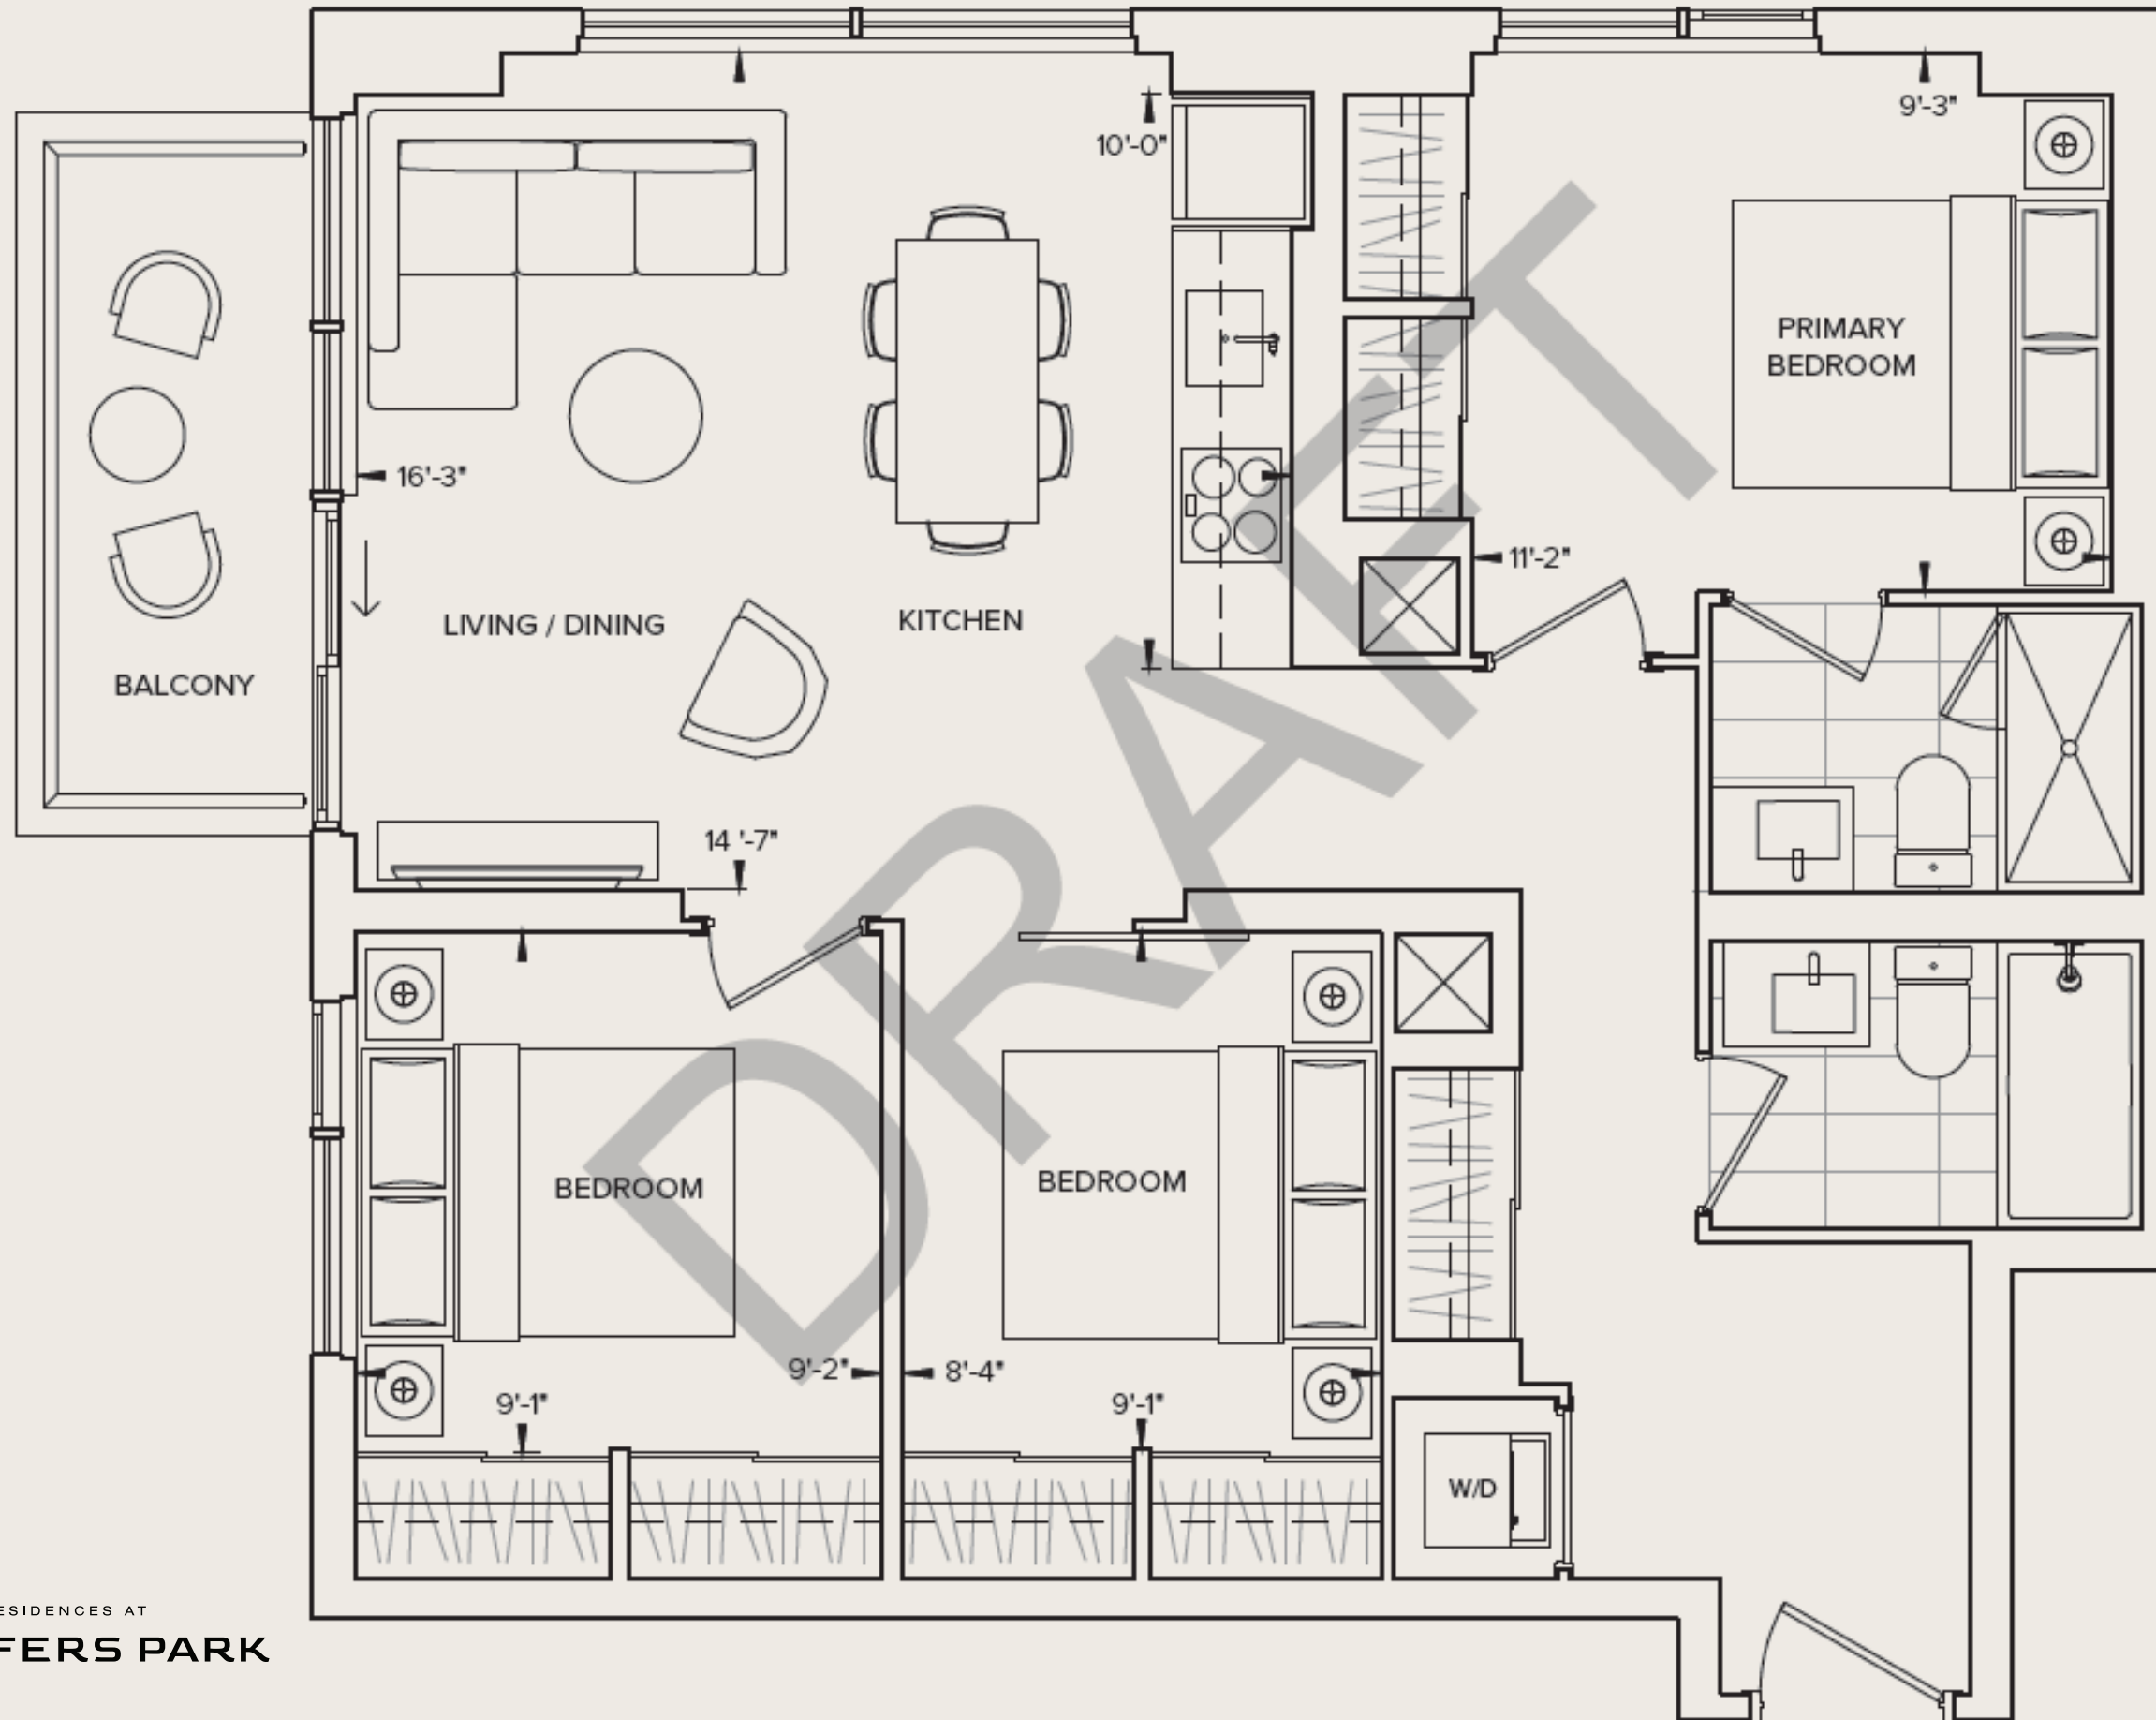 9'-3"
10'-0"
PRIMARY
BEDROOM
16'-3"
11'-2"
LIVING / DINING
KITCHEN
BALCONY
14 '-7"
DRAFT
BEDROOM
BEDROOM
9'-2"
8'-4"
9'-1"
9'-1"
W/D
ESIDENCES AT
FERS PARK